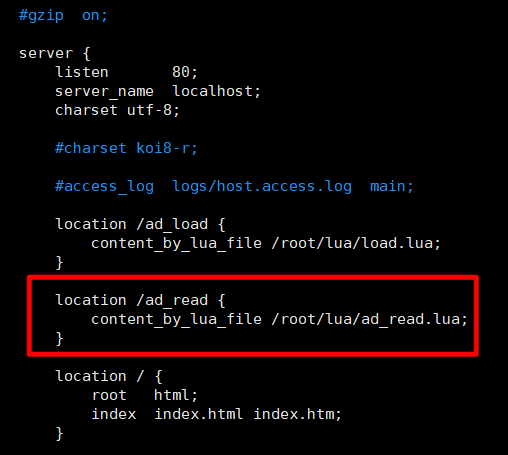 #gzip  on;
server {
    listen       80;
    server_name  localhost;
    charset utf-8;
    #charset koi8-r;
    #access_log  logs/host.access.log  main;
    location /ad_load {
        content_by_lua_file /root/lua/load.lua;
    }
    location /ad_read {
        content_by_lua_file /root/lua/ad_read.lua;
    }
    location / {
        root   html;
        index  index.html index.htm;
    }